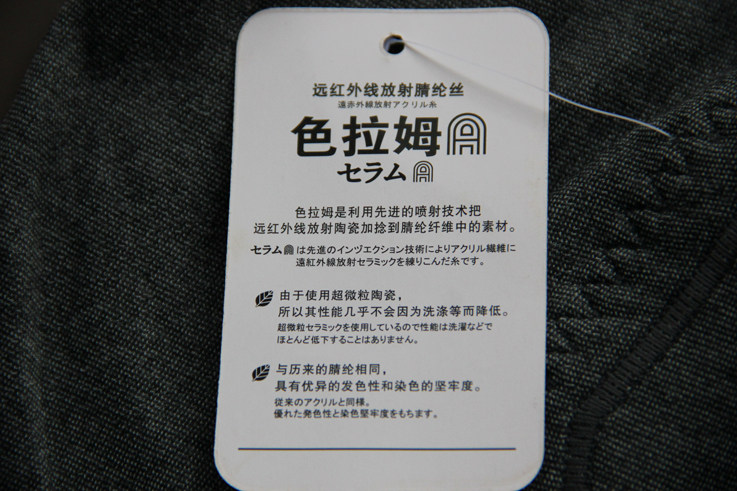 远红外线放射腈纶丝
遠赤外線放射アクリル糸
色拉姆
セラム
色拉姆是利用先进的喷射技术把
远红外线放射陶瓷加捻到腈纶纤维中的素材。
セラムは先進のインヅエクション技術によりアクリル繊維に
遠紅外線放射セラミックを練りこんだ糸です。
由于使用超微粒陶瓷，
所以其性能几乎不会因为洗涤等而降低。
超微粒セラミックを使用しているので性能は洗濯などで
ほとんど低下することはありません。
与历来的腈纶相同，
具有优异的发色性和染色的坚牢度。
従来のアクリルと同様。
優れた発色性と染色堅牢度をもちます。